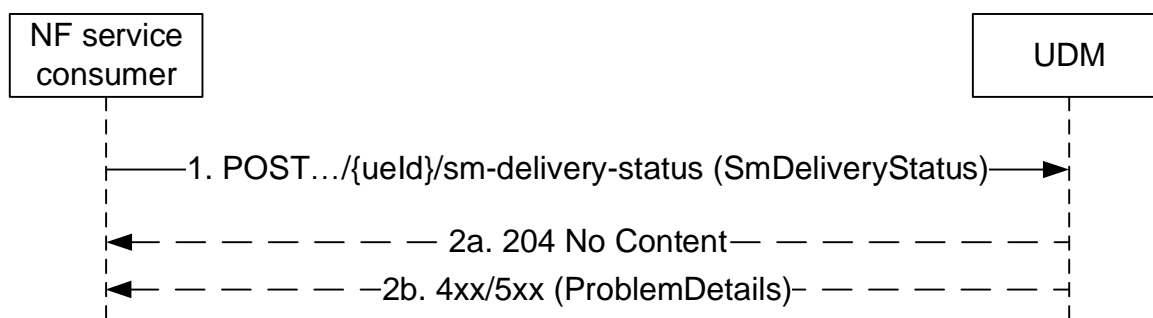 NF service
consumer
UDM
1. POST…/{ueId}/sm-delivery-status (SmDeliveryStatus)
2a. 204 No Content
2b. 4xx/5xx (ProblemDetails)